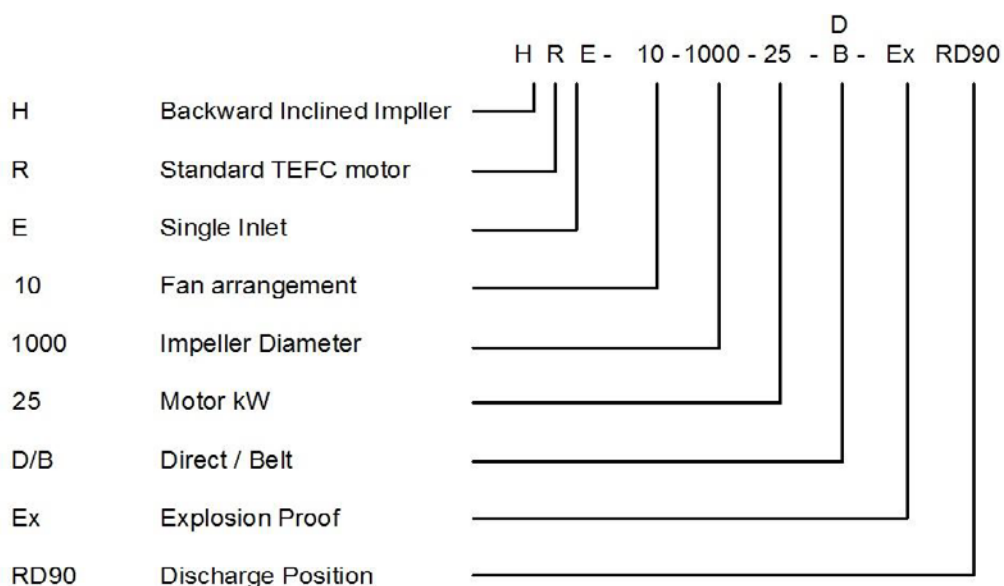 D
H R E - 10 -1000 - 25 - B - Ex RD90
H Backward Inclined Impller
R Standard TEFC motor
E Single Inlet
10 Fan arrangement
1000 Impeller Diameter
25 Motor kW
D/B Direct / Belt
Ex Explosion Proof
RD90 Discharge Position